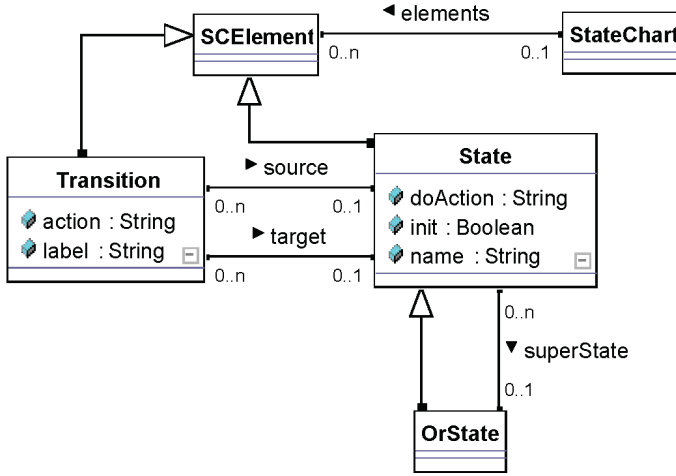 ◄ elements
SCElement
StateChart
0..n
0..1
State
► source
Transition
doAction : String
0..n
0..1
action : String
init : Boolean
► target
label : String
name : String
0..n
0..1
0..n
▼ superState
0..1
OrState